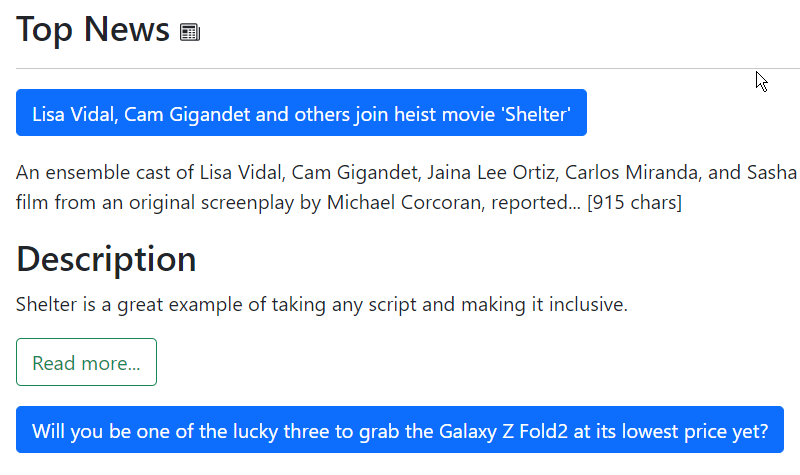 Top News
Lisa Vidal, Cam Gigandet and others join heist movie 'Shelter'
An ensemble cast of Lisa Vidal, Cam Gigandet, Jaina Lee Ortiz, Carlos Miranda, and Sasha
film from an original screenplay by Michael Corcoran, reported... [915 chars]
Description
Shelter is a great example of taking any script and making it inclusive.
Read more...
Will you be one of the lucky three to grab the Galaxy Z Fold2 at its lowest price yet?